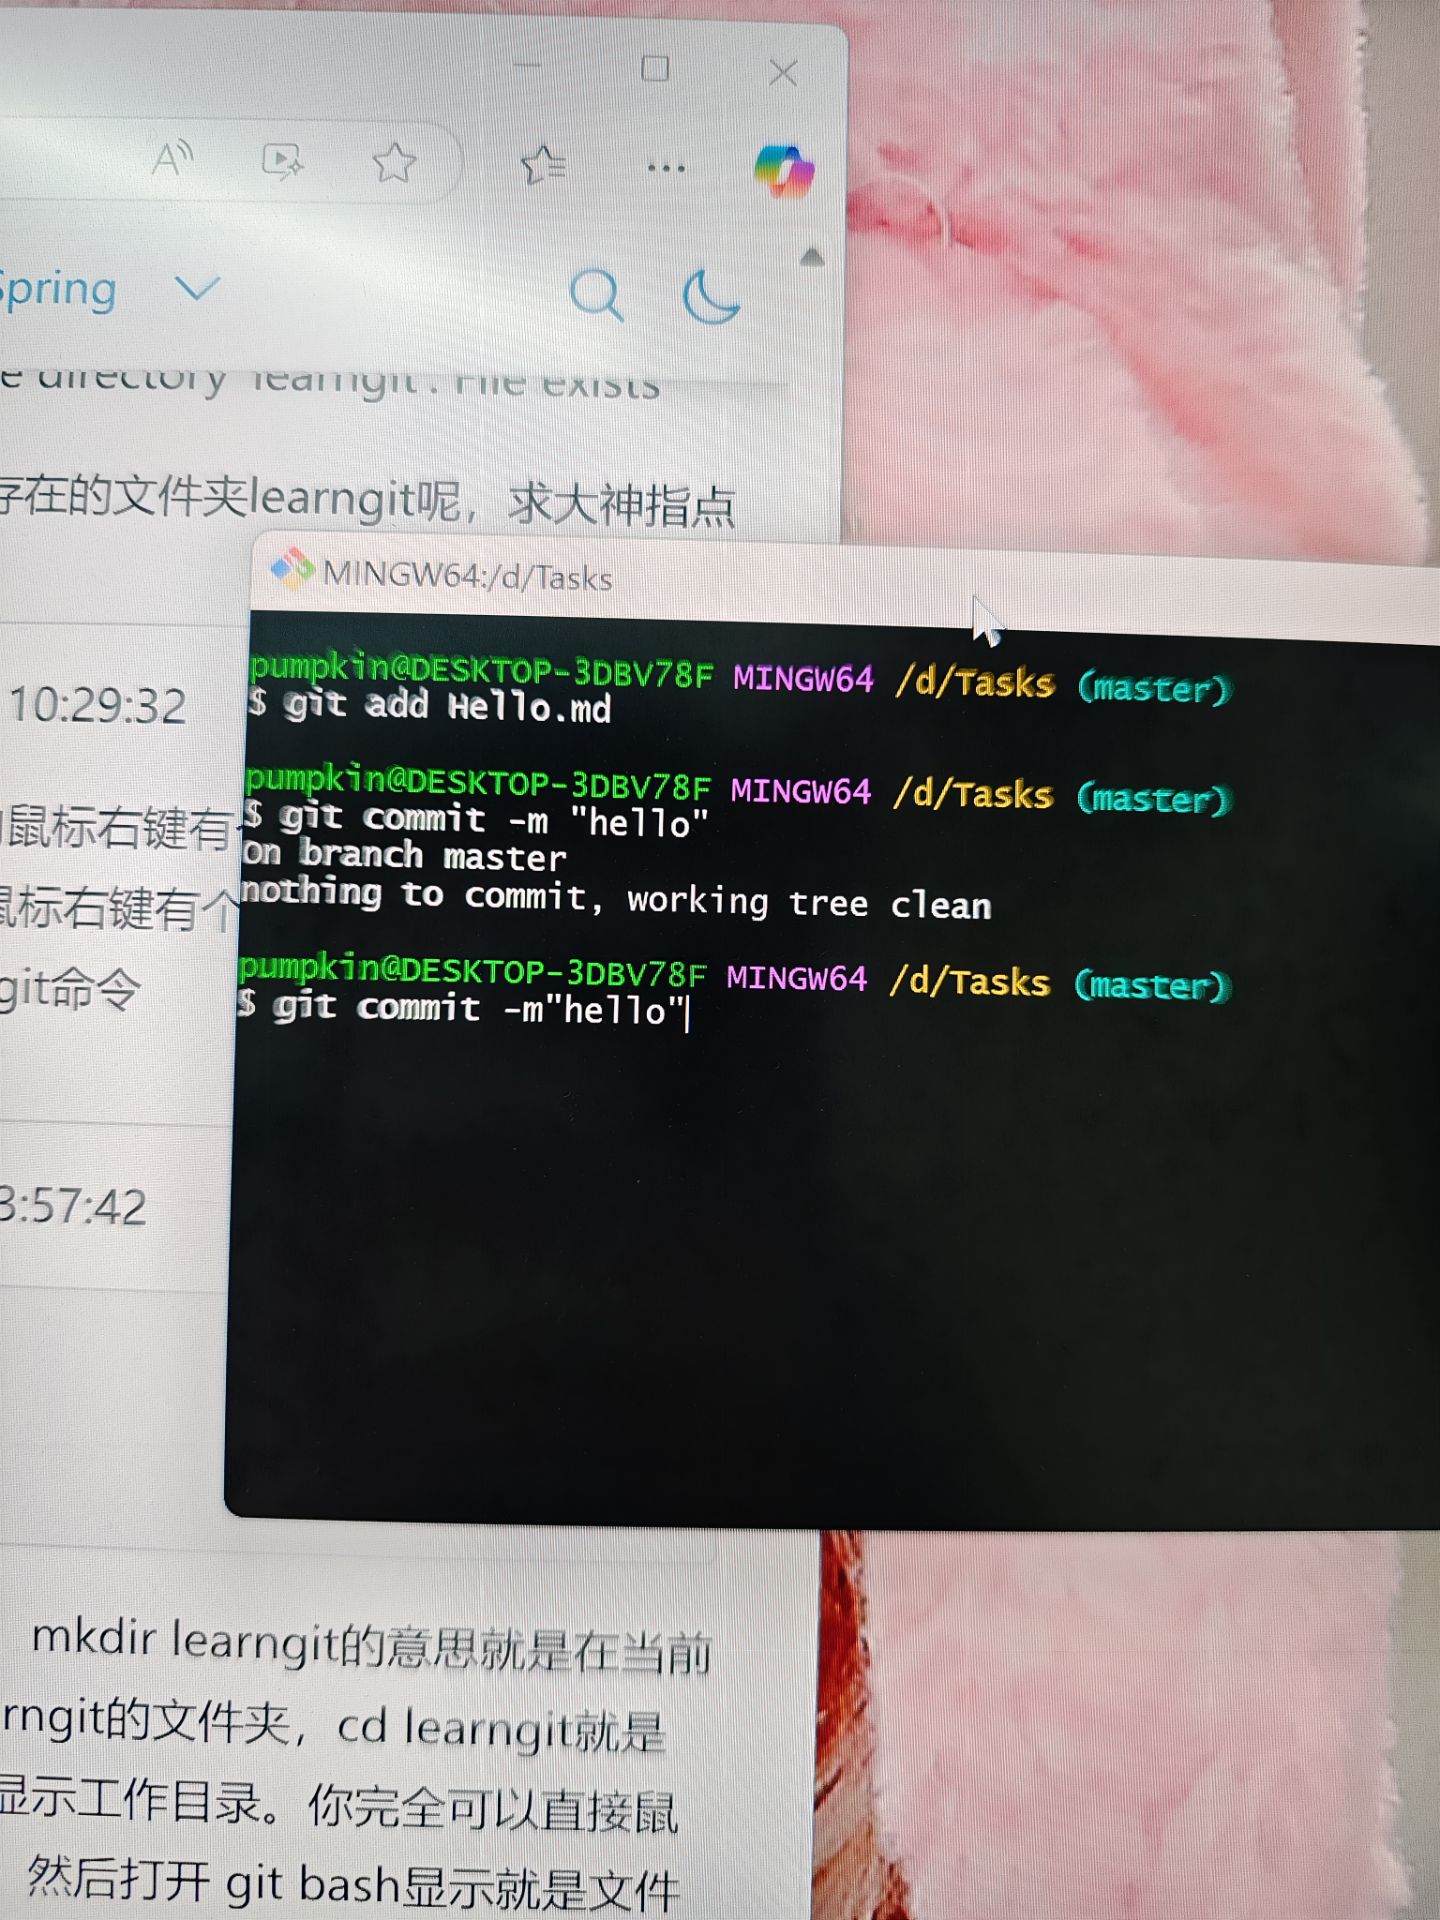 Spring
e directory 'learngit': File exists
存在的文件夹learngit呢，求大神指点
MINGW64:/d/Tasks
pumpkin@DESKTOP-3DBV78F MINGW64 /d/Tasks (master)
$ git add Hello.md
10:29:32
pumpkin@DESKTOP-3DBV78F MINGW64 /d/Tasks (master)
$ git commit -m "hello"
鼠标右键有
On branch master
nothing to commit, working tree clean
鼠标右键有个
pumpkin@DESKTOP-3DBV78F MINGW64 /d/Tasks (master)
git命令
$ git commit -m"hello"
3:57:42
mkdir learngit的意思就是在当前
rngit的文件夹，cd learngit就是
显示工作目录。你完全可以直接鼠
然后打开 git bash显示就是文件